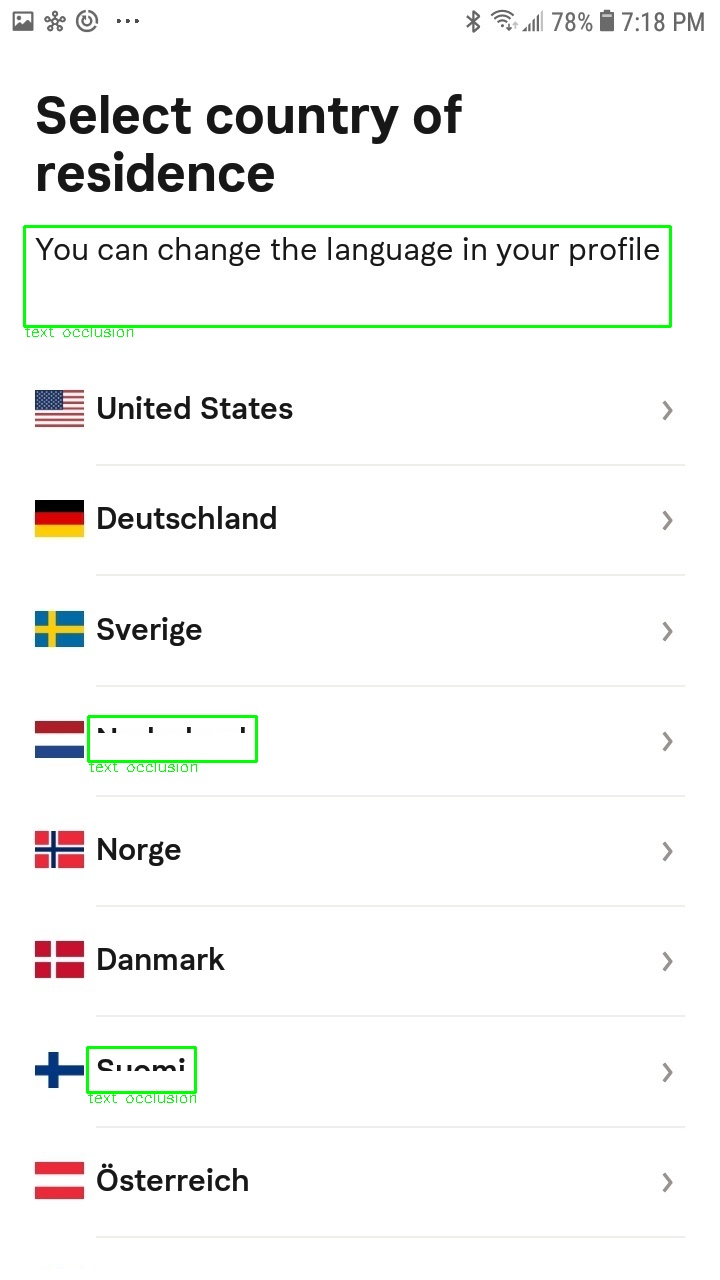 78% 7:18 PM
Select country of
residence
You can change the language in your profile
text occlusion
United States
Deutschland
Sverige
text occlusion
Norge
Danmark
Suomi
text occlusion
Österreich